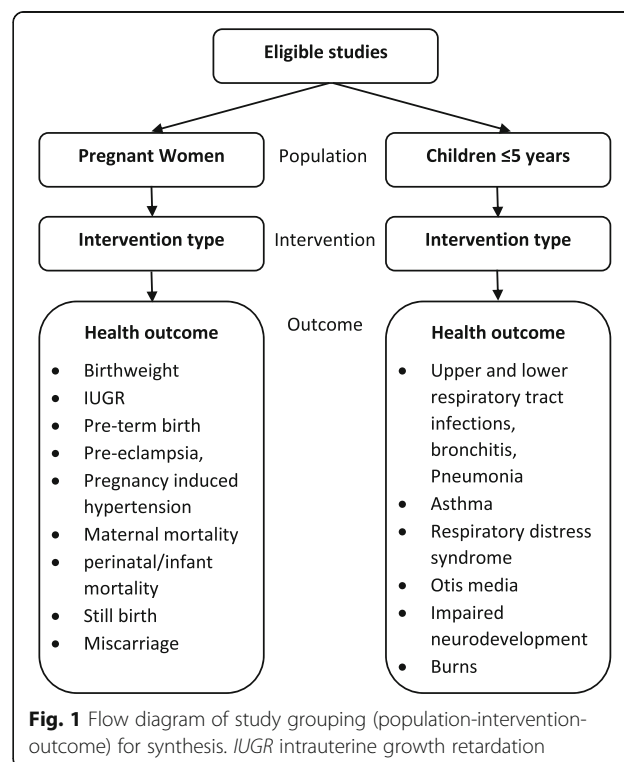 Eligible studies
Pregnant Women
Population
Children ≤5 years
Intervention type
Intervention
Intervention type
Outcome
Health outcome
• Birthweight
• IUGR
• Pre-term birth
• Pre-eclampsia,
• Pregnancy induced
hypertension
• Maternal mortality
• perinatal/infant
mortality
• Still birth
• Miscarriage
Health outcome
• Upper and lower
respiratory tract
infections,
bronchitis,
Pneumonia
• Asthma
• Respiratory distress
syndrome
• Otis media
• Impaired
neurodevelopment
• Burns
Fig. 1 Flow diagram of study grouping (population-intervention-
outcome) for synthesis. IUGR intrauterine growth retardation